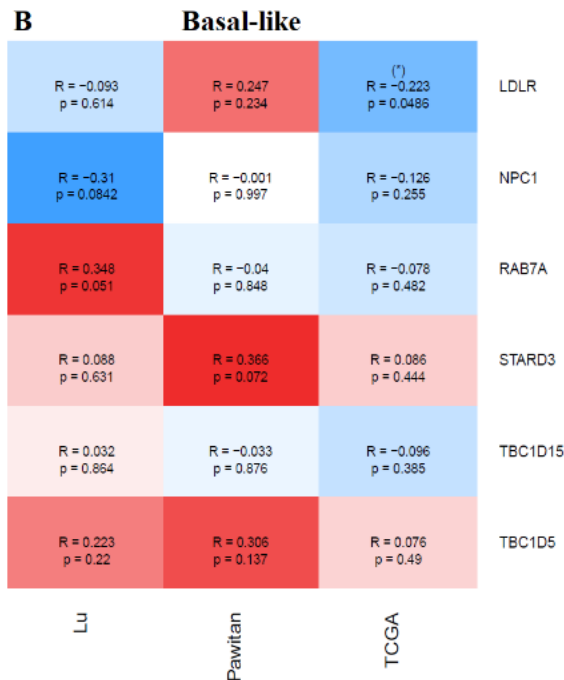 B Basal-like
R = −0.093
p = 0.614
R = 0.247
p = 0.234
(*)
R = −0.223
p = 0.0486
LDLR
R = −0.31
p = 0.0842
R = −0.001
p = 0.997
R = −0.126
p = 0.255
NPC1
R = 0.348
p = 0.051
R = −0.04
p = 0.848
R = −0.078
p = 0.482
RAB7A
R = 0.088
p = 0.631
R = 0.366
p = 0.072
R = 0.086
p = 0.444
STARD3
R = 0.032
p = 0.864
R = −0.033
p = 0.876
R = −0.096
p = 0.385
TBC1D15
R = 0.223
p = 0.22
R = 0.306
p = 0.137
R = 0.076
p = 0.49
TBC1D5
Lu
Pawitan
TCGA